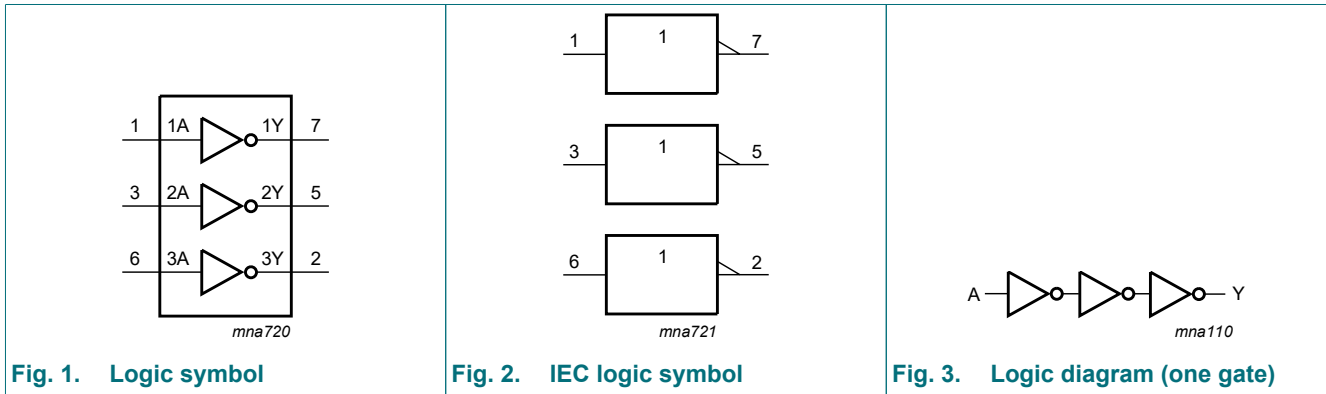 1 1A 1Y 7
3 2A 2Y 5
6 3A 3Y 2
mna720
Fig. 1. Logic symbol
1 1 7
3 1 5
6 1 2
mna721
Fig. 2. IEC logic symbol
A Y
mna110
Fig. 3. Logic diagram (one gate)